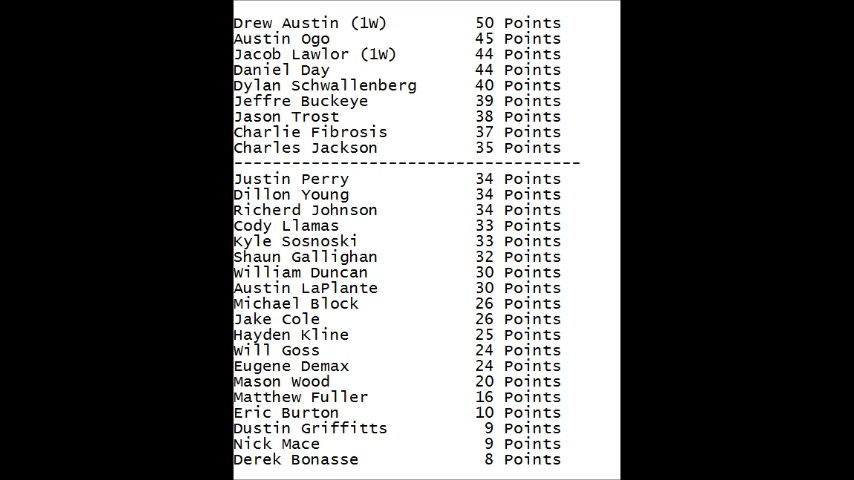 Drew Austin (1W) 50 Points
Austin Ogo 45 Points
Jacob Lawlor (1W) 44 Points
Daniel Day 44 Points
Dylan Schwallenberg 40 Points
Jeffre Buckeye 39 Points
Jason Trost 38 Points
Charlie Fibrosis 37 Points
Charles Jackson 35 Points
------------------------------------
Justin Perry 34 Points
Dillon Young 34 Points
Richerd Johnson 34 Points
Cody Llamas 33 Points
Kyle Sosnoski 33 Points
Shaun Gallighan 32 Points
William Duncan 30 Points
Austin LaPlante 30 Points
Michael Block 26 Points
Jake Cole 26 Points
Hayden Kline 25 Points
Will Goss 24 Points
Eugene Demax 24 Points
Mason Wood 20 Points
Matthew Fuller 16 Points
Eric Burton 10 Points
Dustin Griffitts 9 Points
Nick Mace 9 Points
Derek Bonasse 8 Points